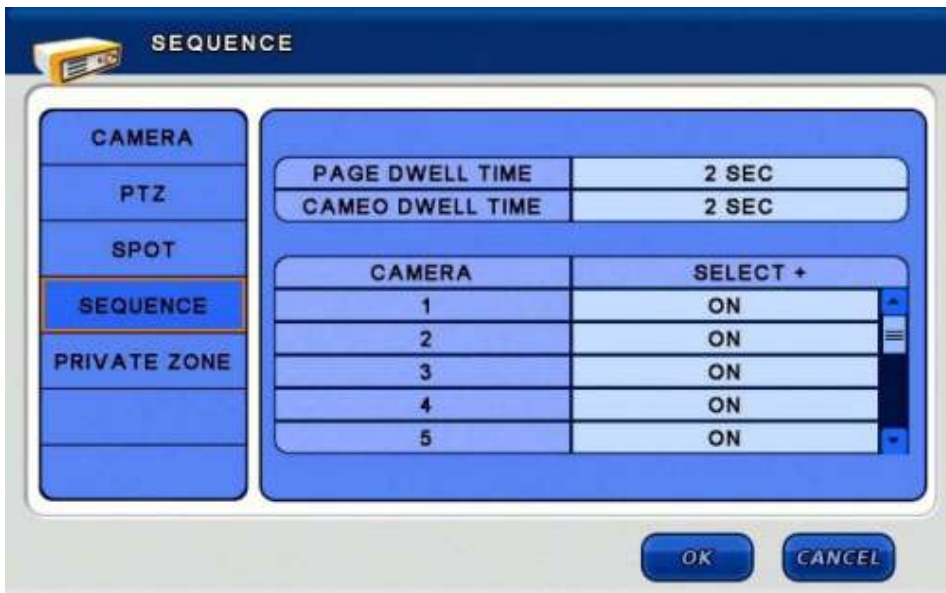 SEQUENCE
CAMERA
PTZ
SPOT
SEQUENCE
PRIVATE ZONE
PAGE DWELL TIME 2 SEC
CAMEO DWELL TIME 2 SEC
CAMERA SELECT +
1 ON
2 ON
3 ON
4 ON
5 ON
OK CANCEL